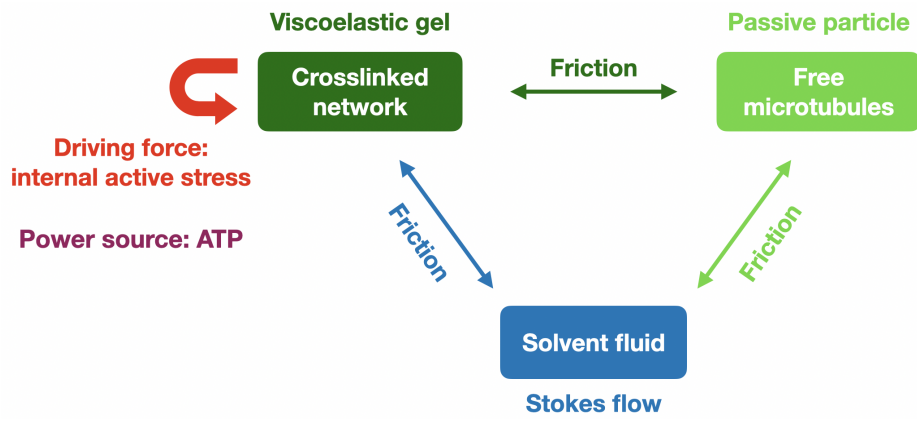 Viscoelastic gel
Passive particle
Crosslinked
network
Friction
Free
microtubules
Driving force:
internal active stress
Power source: ATP
Friction
Friction
Solvent fluid
Stokes flow